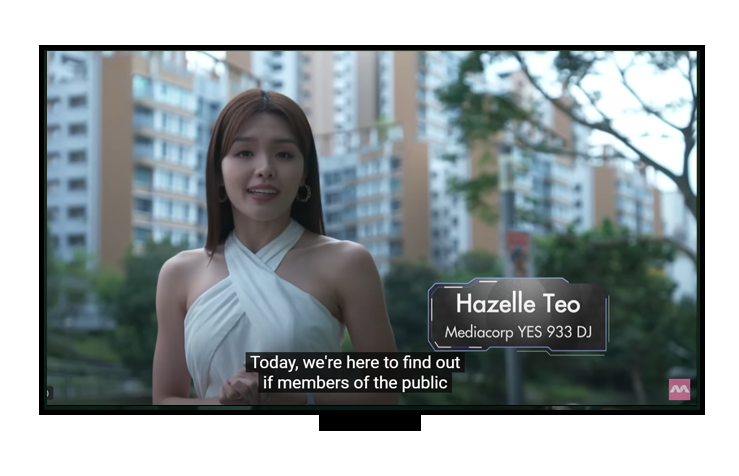 Hazelle Teo
Mediacorp YES 933 DJ
Today, we're here to find out
if members of the public